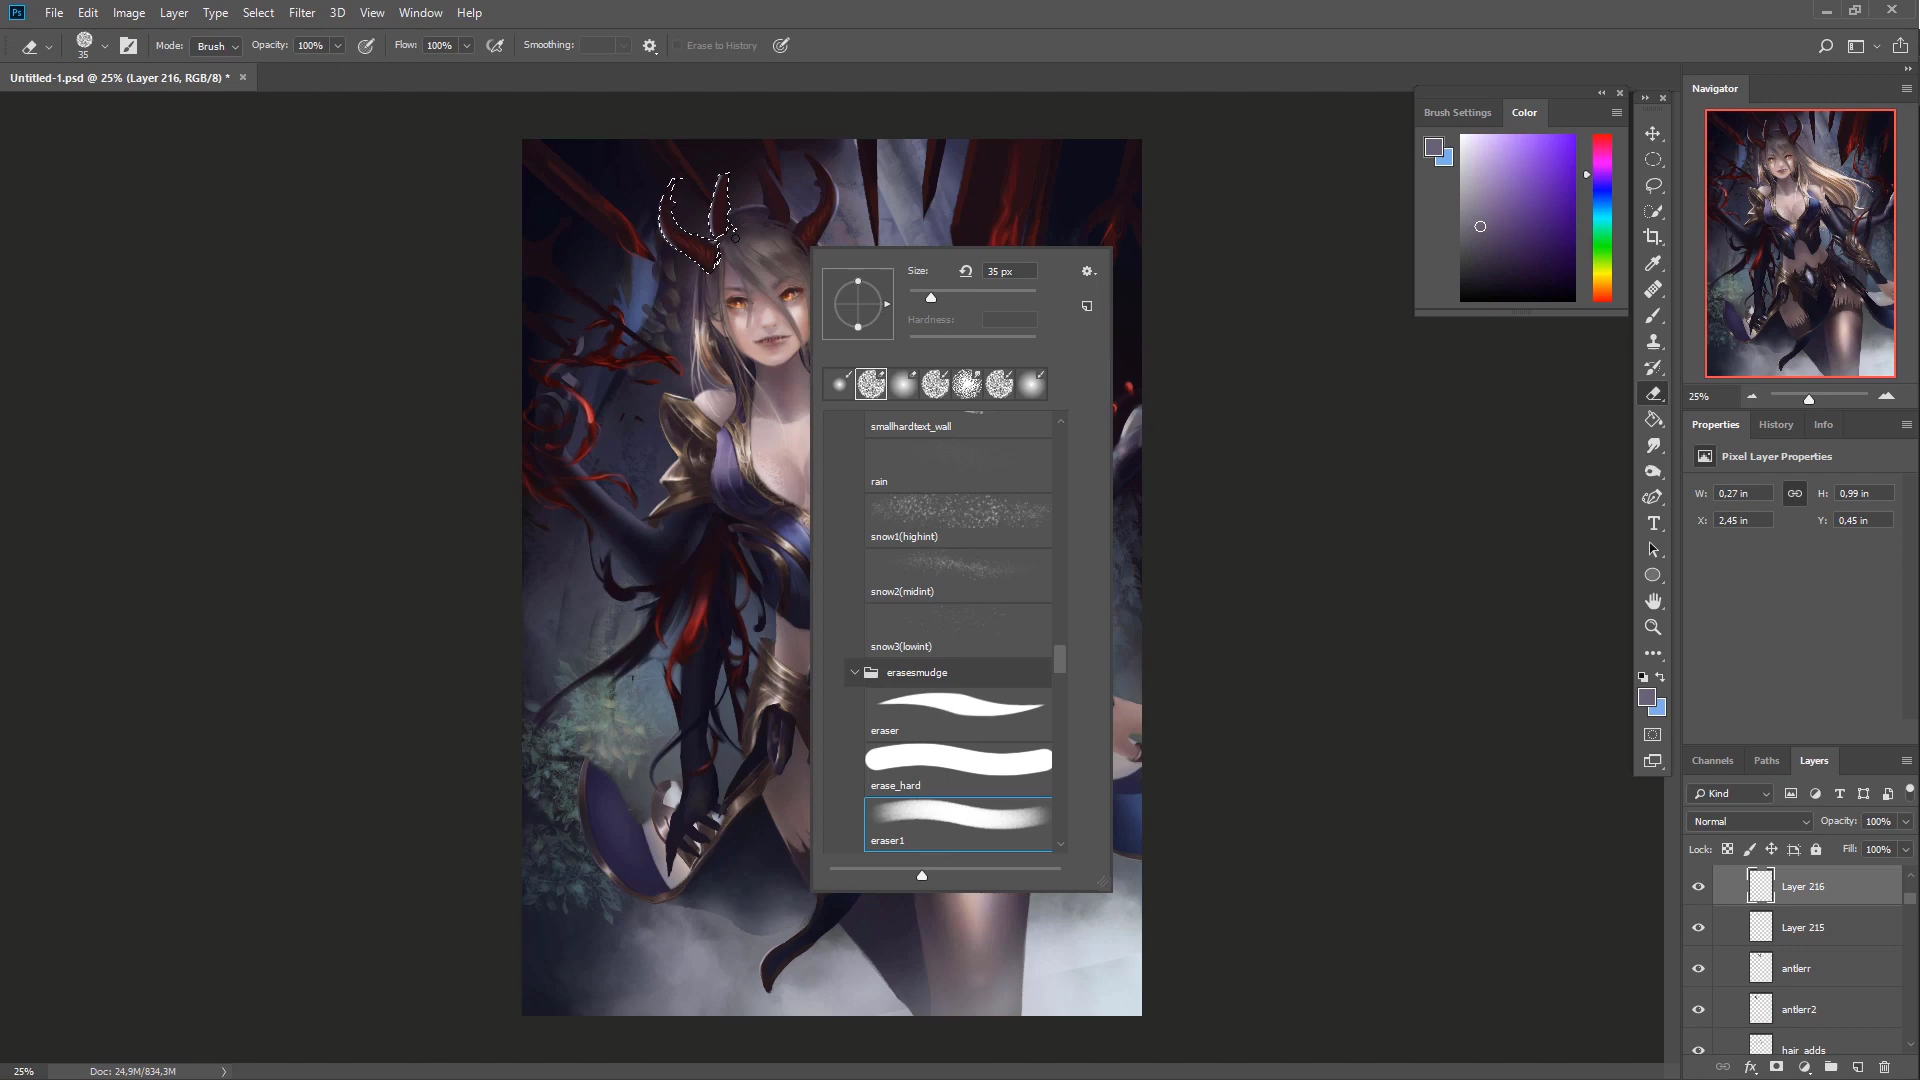 Ps File Edit Image Layer Type Select Filter 3D View Window Help
35 Mode: Brush Opacity: 100% Flow: 100% Smoothing: Erase to History
Untitled-1.psd @ 25% (Layer 216, RGB/8) *
Navigator
Brush Settings Color
25%
Properties History Info
Pixel Layer Properties
W: 0,27 in H: 0,99 in
X: 2,45 in Y: 0,45 in
Size: 35 px
Hardness:
smallhardtext_wall
rain
snow1(highint)
snow2(midint)
snow3(lowint)
erasesmudge
eraser
erase_hard
eraser1
Channels Paths Layers
Kind
Normal Opacity: 100%
Lock: Fill: 100%
Layer 216
Layer 215
antlerr
antlerr2
hair_adds
25% Doc: 24,9M/834,3M